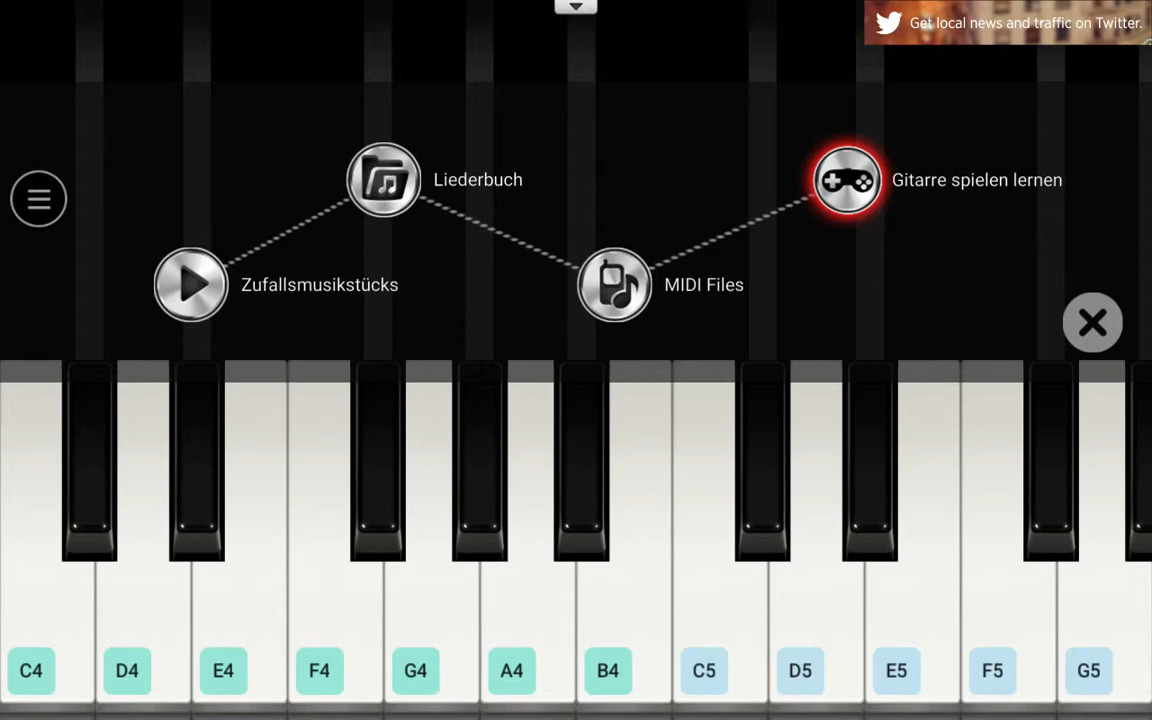 Get local news and traffic on Twitter.
Liederbuch
Gitarre spielen lernen
Zufallsmusikstücks
MIDI Files
C4 D4 E4 F4 G4 A4 B4 C5 D5 E5 F5 G5